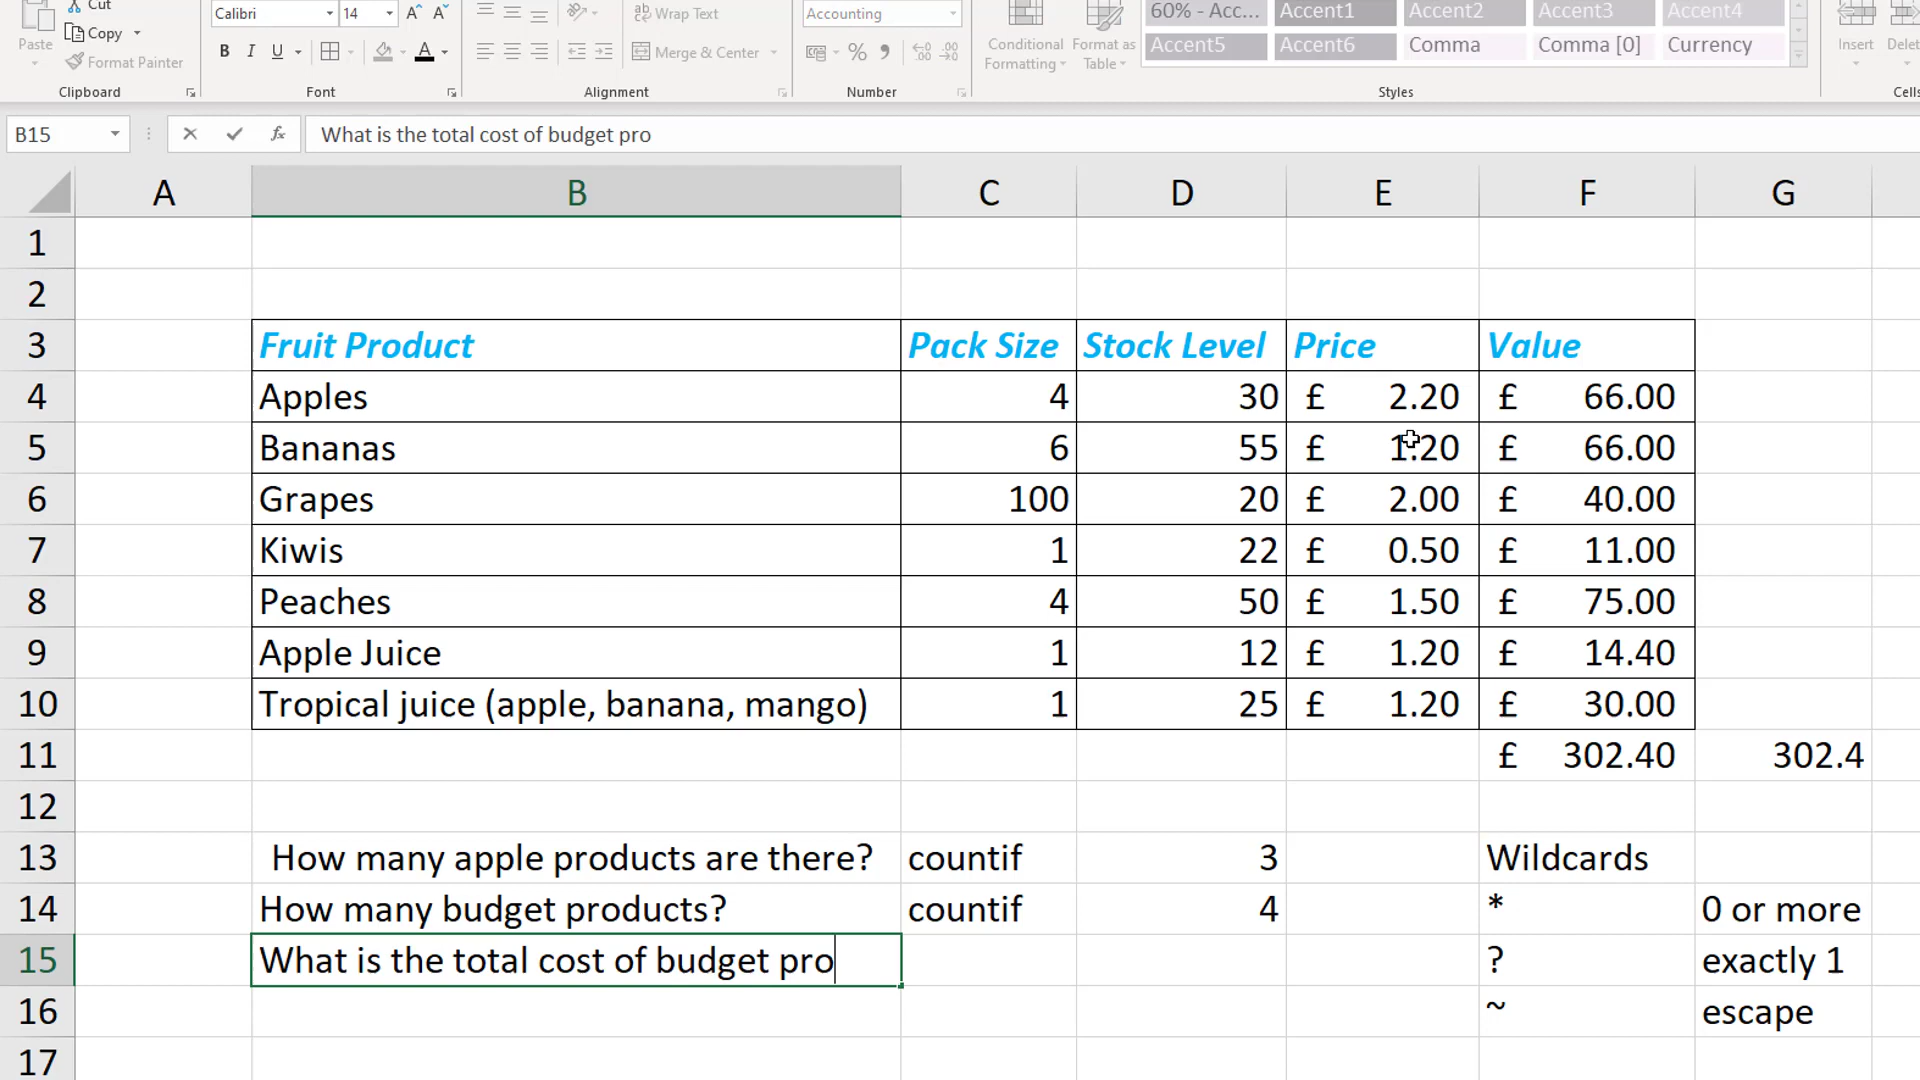 Cut
Calibri 14 A A
Wrap Text
Accounting
60% - Acc... Accent1 Accent2 Accent3 Accent4
Paste
Copy
B I U
A
Merge & Center
%
Conditional Formatting
Format as Table
Accent5 Accent6 Comma Comma [0] Currency
Insert
Delet
Format Painter
Clipboard
Font
Alignment
Number
Styles
Cells
B15 fx What is the total cost of budget pro
A B C D E F G
1
2
3 Fruit Product Pack Size Stock Level Price Value
4 Apples 4 30 £ 2.20 £ 66.00
5 Bananas 6 55 £ 1.20 £ 66.00
6 Grapes 100 20 £ 2.00 £ 40.00
7 Kiwis 1 22 £ 0.50 £ 11.00
8 Peaches 4 50 £ 1.50 £ 75.00
9 Apple Juice 1 12 £ 1.20 £ 14.40
10 Tropical juice (apple, banana, mango) 1 25 £ 1.20 £ 30.00
11 £ 302.40 302.4
12
13 How many apple products are there? countif 3 Wildcards
14 How many budget products? countif 4 * 0 or more
15 What is the total cost of budget pro ? exactly 1
16 ~ escape
17